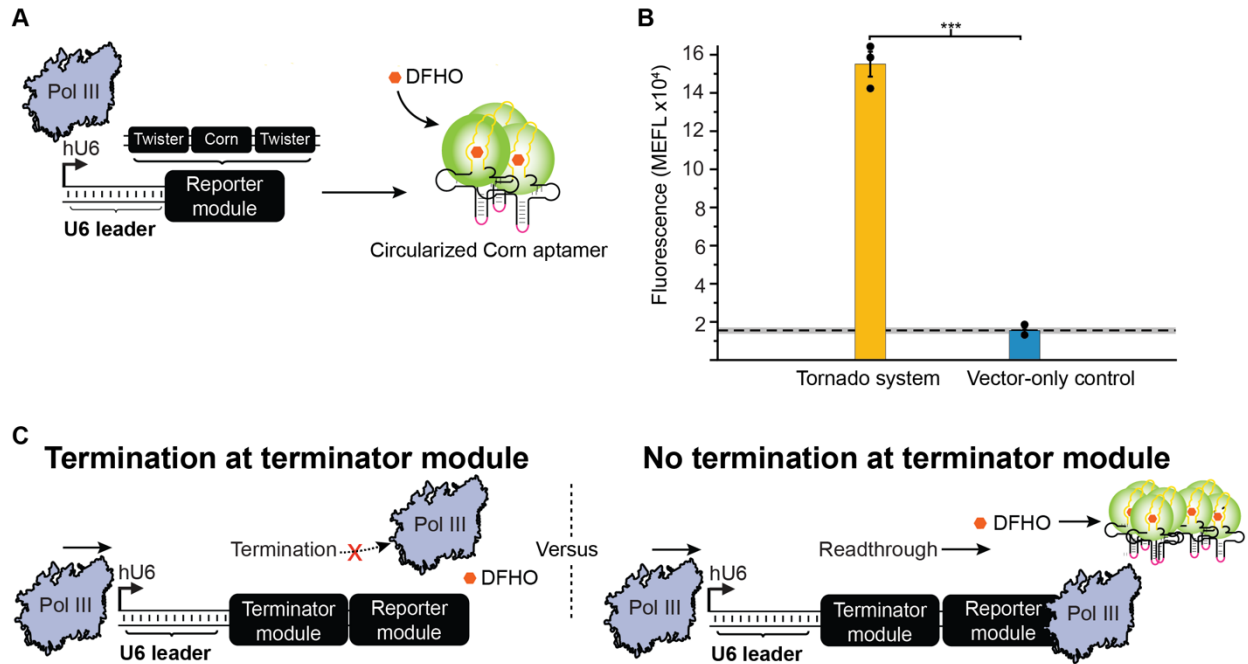 A
Pol III
hU6
Twister Corn Twister
Reporter
module
U6 leader
DFHO
Circularized Corn aptamer
B
***
Fluorescence (MEFL x10⁴)
16
14
12
10
8
6
4
2
Tornado system Vector-only control
C
Termination at terminator module
Pol III
hU6
Termination X
Pol III
DFHO
Terminator
module
Reporter
module
U6 leader
Versus
No termination at terminator module
Pol III
hU6
Readthrough
DFHO
Terminator
module
Reporter
module
Pol III
U6 leader